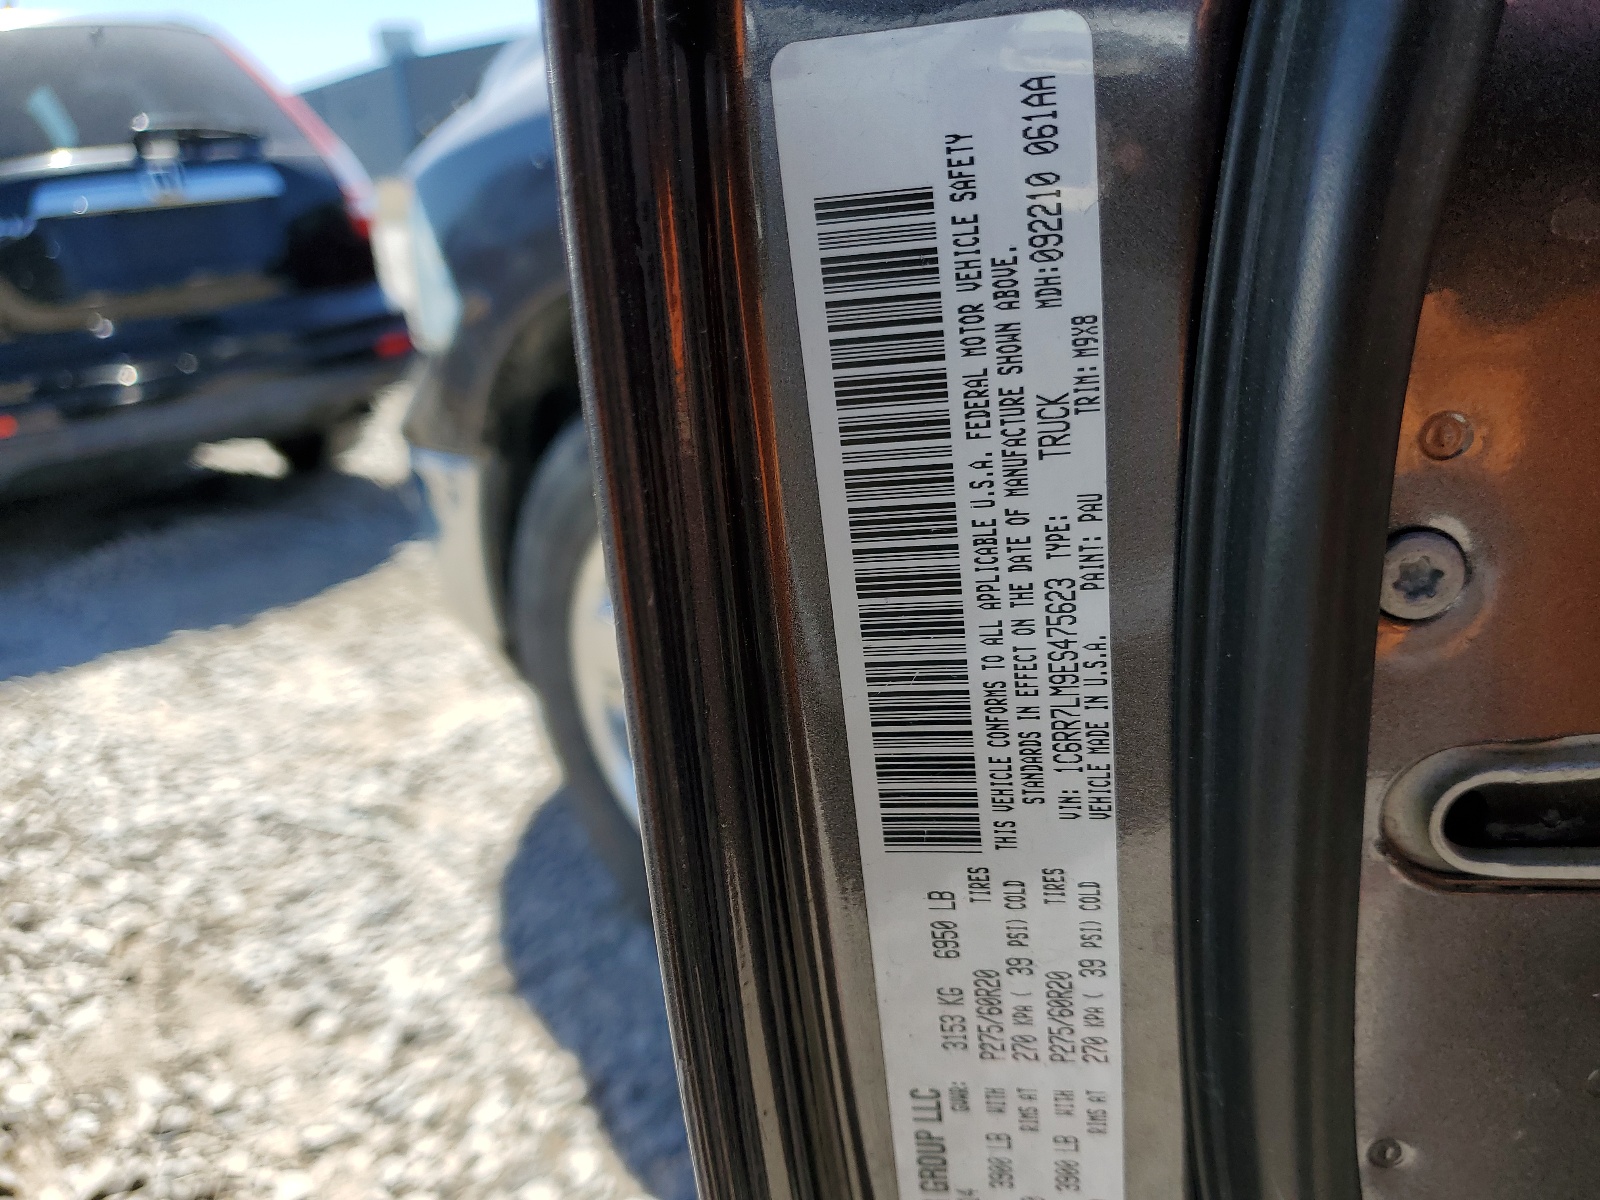 GROUP LLC
14 GVWR: 3153 KG 6950 LB
3900 LB WITH P275/60R20 TIRES
RIMS AT 270 KPA ( 39 PSI) COLD
3900 LB WITH P275/60R20 TIRES
RIMS AT 270 KPA ( 39 PSI) COLD
THIS VEHICLE CONFORMS TO ALL APPLICABLE U.S.A. FEDERAL MOTOR VEHICLE SAFETY
STANDARDS IN EFFECT ON THE DATE OF MANUFACTURE SHOWN ABOVE.
VIN: 1C6RR7LM9ES475623 TYPE: TRUCK MDH:092210 061AA
VEHICLE MADE IN U.S.A. PAINT: PAU TRIM: M9X8